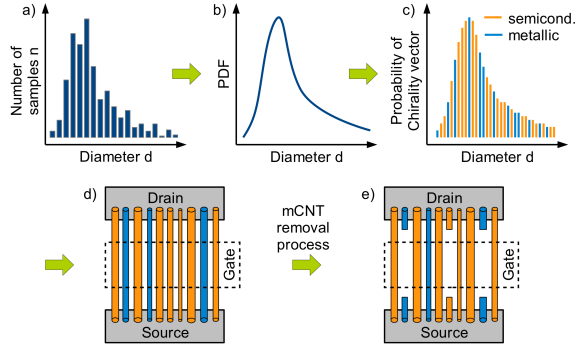 a)
Number of
samples n
Diameter d
b)
PDF
Diameter d
c)
Probability of
Chirality vector
semicond.
metallic
Diameter d
d)
Drain
Gate
Source
mCNT
removal
process
e)
Drain
Gate
Source